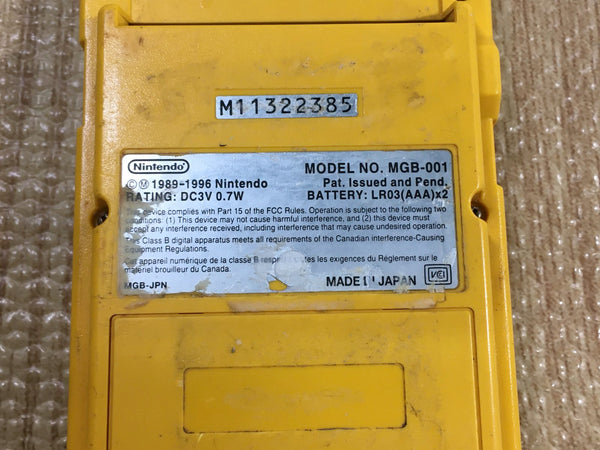 M11322385
Nintendo
MODEL NO. MGB-001
©Ⓜ 1989-1996 Nintendo
Pat. Issued and Pend.
RATING: DC3V 0.7W
BATTERY: LR03(AAA)x2
This device complies with Part 15 of the FCC Rules. Operation is subject to the following two
conditions: (1) This device may not cause harmful interference, and (2) this device must
accept any interference received, including interference that may cause undesired operation.
This Class B digital apparatus meets all requirements of the Canadian interference-Causing
Equipment Regulations.
Cet appareil numérique de la classe B respecte toutes les exigences du Règlement sur le
matériel brouilleur du Canada.
MGB-JPN
MADE IN JAPAN
VCI